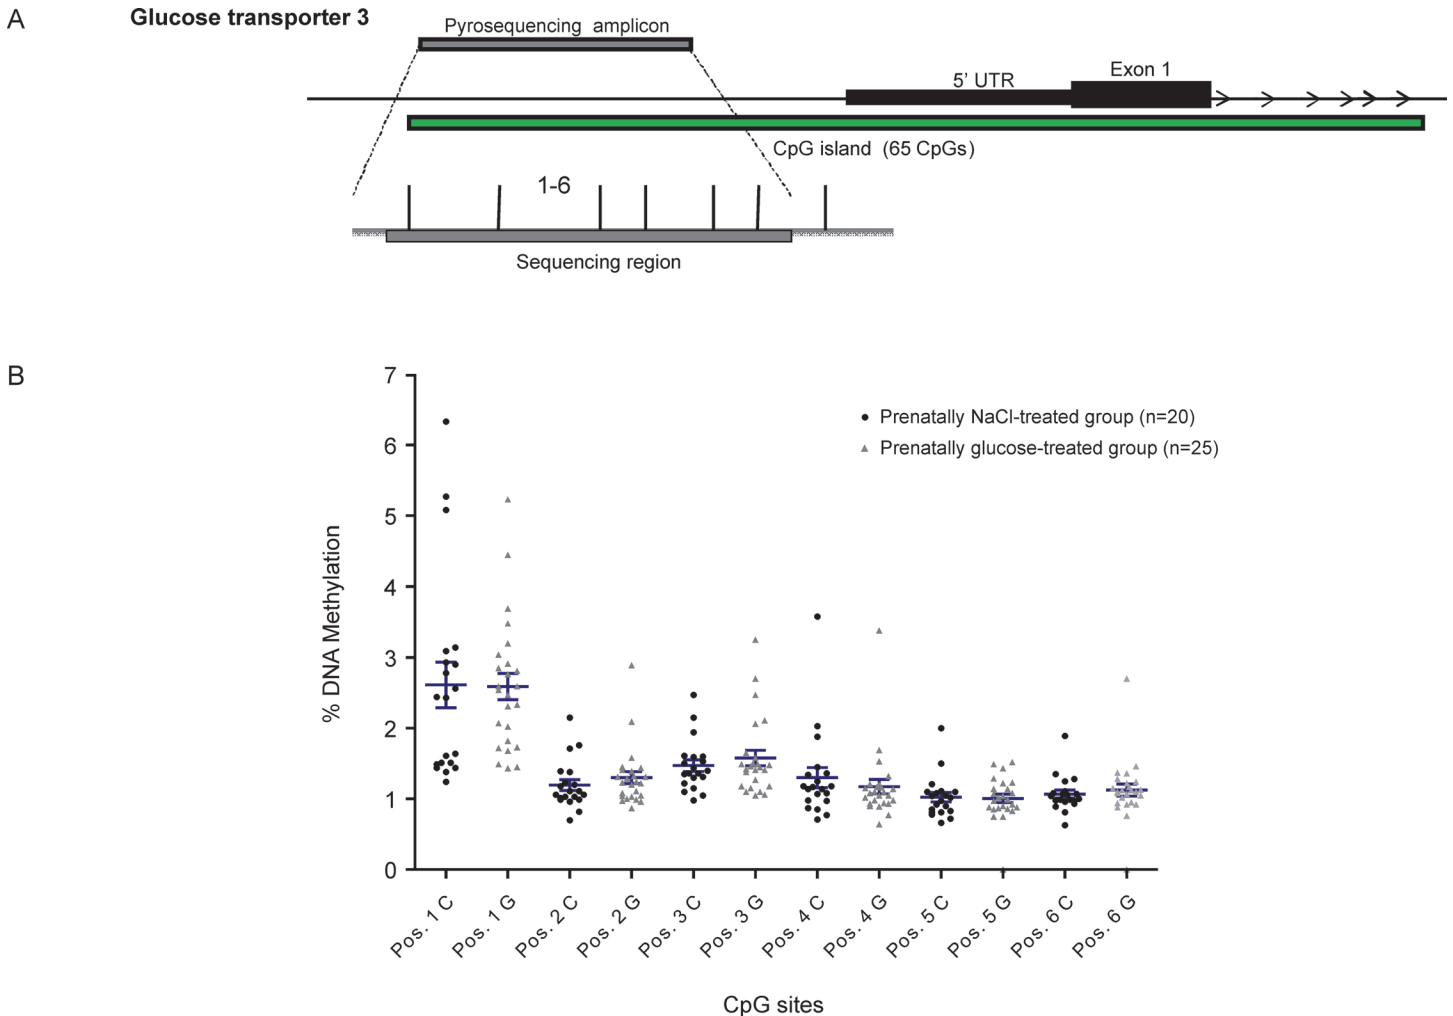 A
Glucose transporter 3
Pyrosequencing amplicon
5’ UTR
Exon 1
CpG island (65 CpGs)
1-6
Sequencing region
B
7
6
5
4
3
2
1
0
% DNA Methylation
Prenatally NaCl-treated group (n=20)
Prenatally glucose-treated group (n=25)
Pos. 1 C
Pos. 1 G
Pos. 2 C
Pos. 2 G
Pos. 3 C
Pos. 3 G
Pos. 4 C
Pos. 4 G
Pos. 5 C
Pos. 5 G
Pos. 6 C
Pos. 6 G
CpG sites